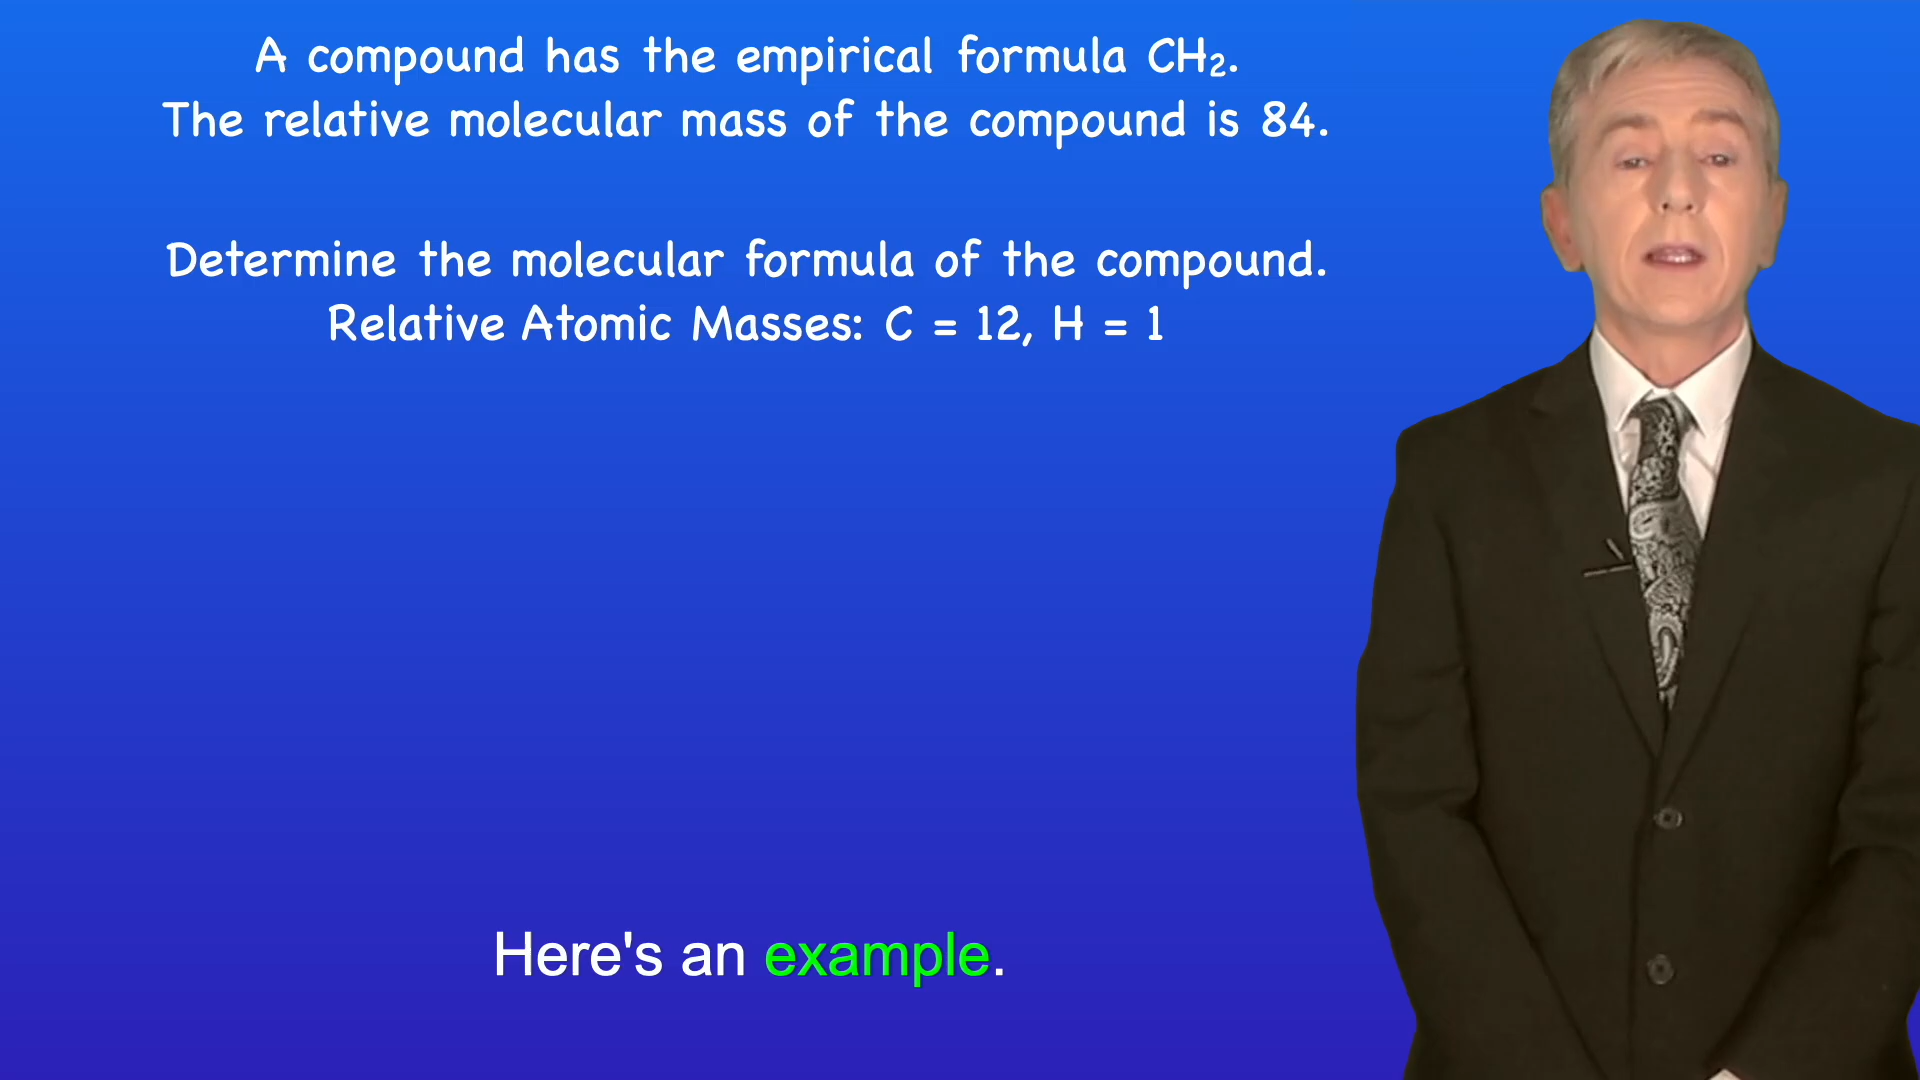 A compound has the empirical formula CH₂.
The relative molecular mass of the compound is 84.
Determine the molecular formula of the compound.
Relative Atomic Masses: C = 12, H = 1
Here's an example.